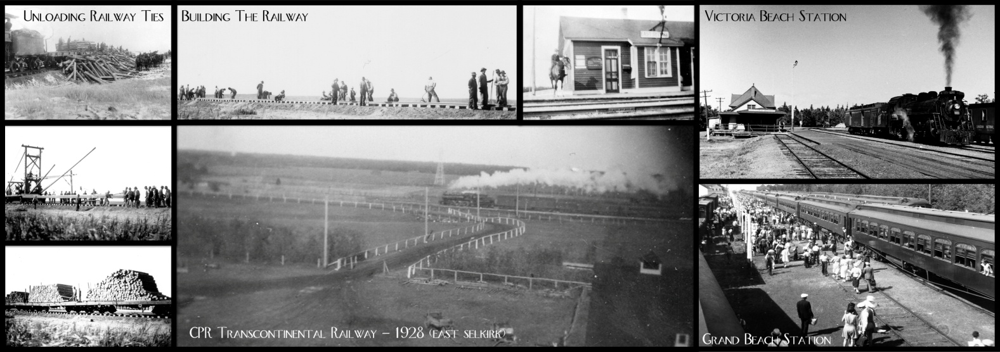 Unloading Railway Ties
Building The Railway
Victoria Beach Station
CPR Transcontinental Railway – 1928 (East Selkirk)
Grand Beach Station